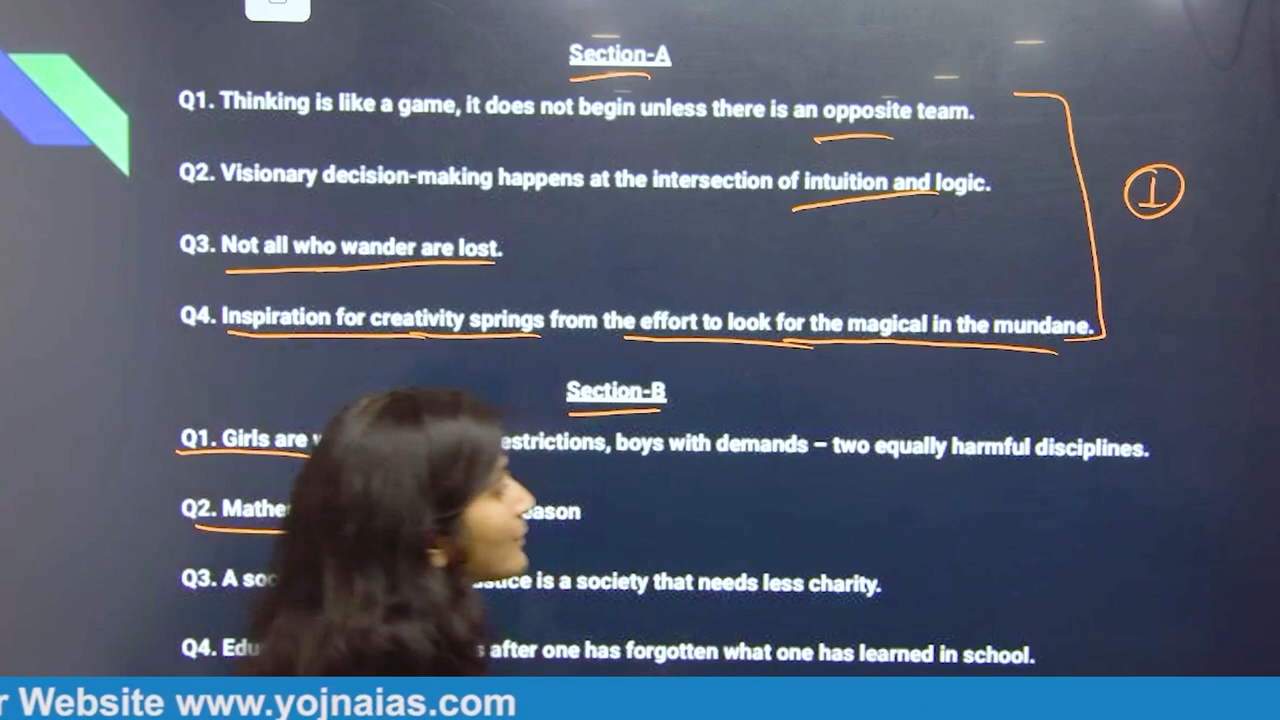 Section-A
Q1. Thinking is like a game, it does not begin unless there is an opposite team.
Q2. Visionary decision-making happens at the intersection of intuition and logic.
1
Q3. Not all who wander are lost.
Q4. Inspiration for creativity springs from the effort to look for the magical in the mundane.
Section-B
Q1. Girls are estrictions, boys with demands – two equally harmful disciplines.
Q2. Mathe
Q3. A is a society that needs less charity.
Q4. Edu after one has forgotten what one has learned in school.
Website www.yojnaias.com